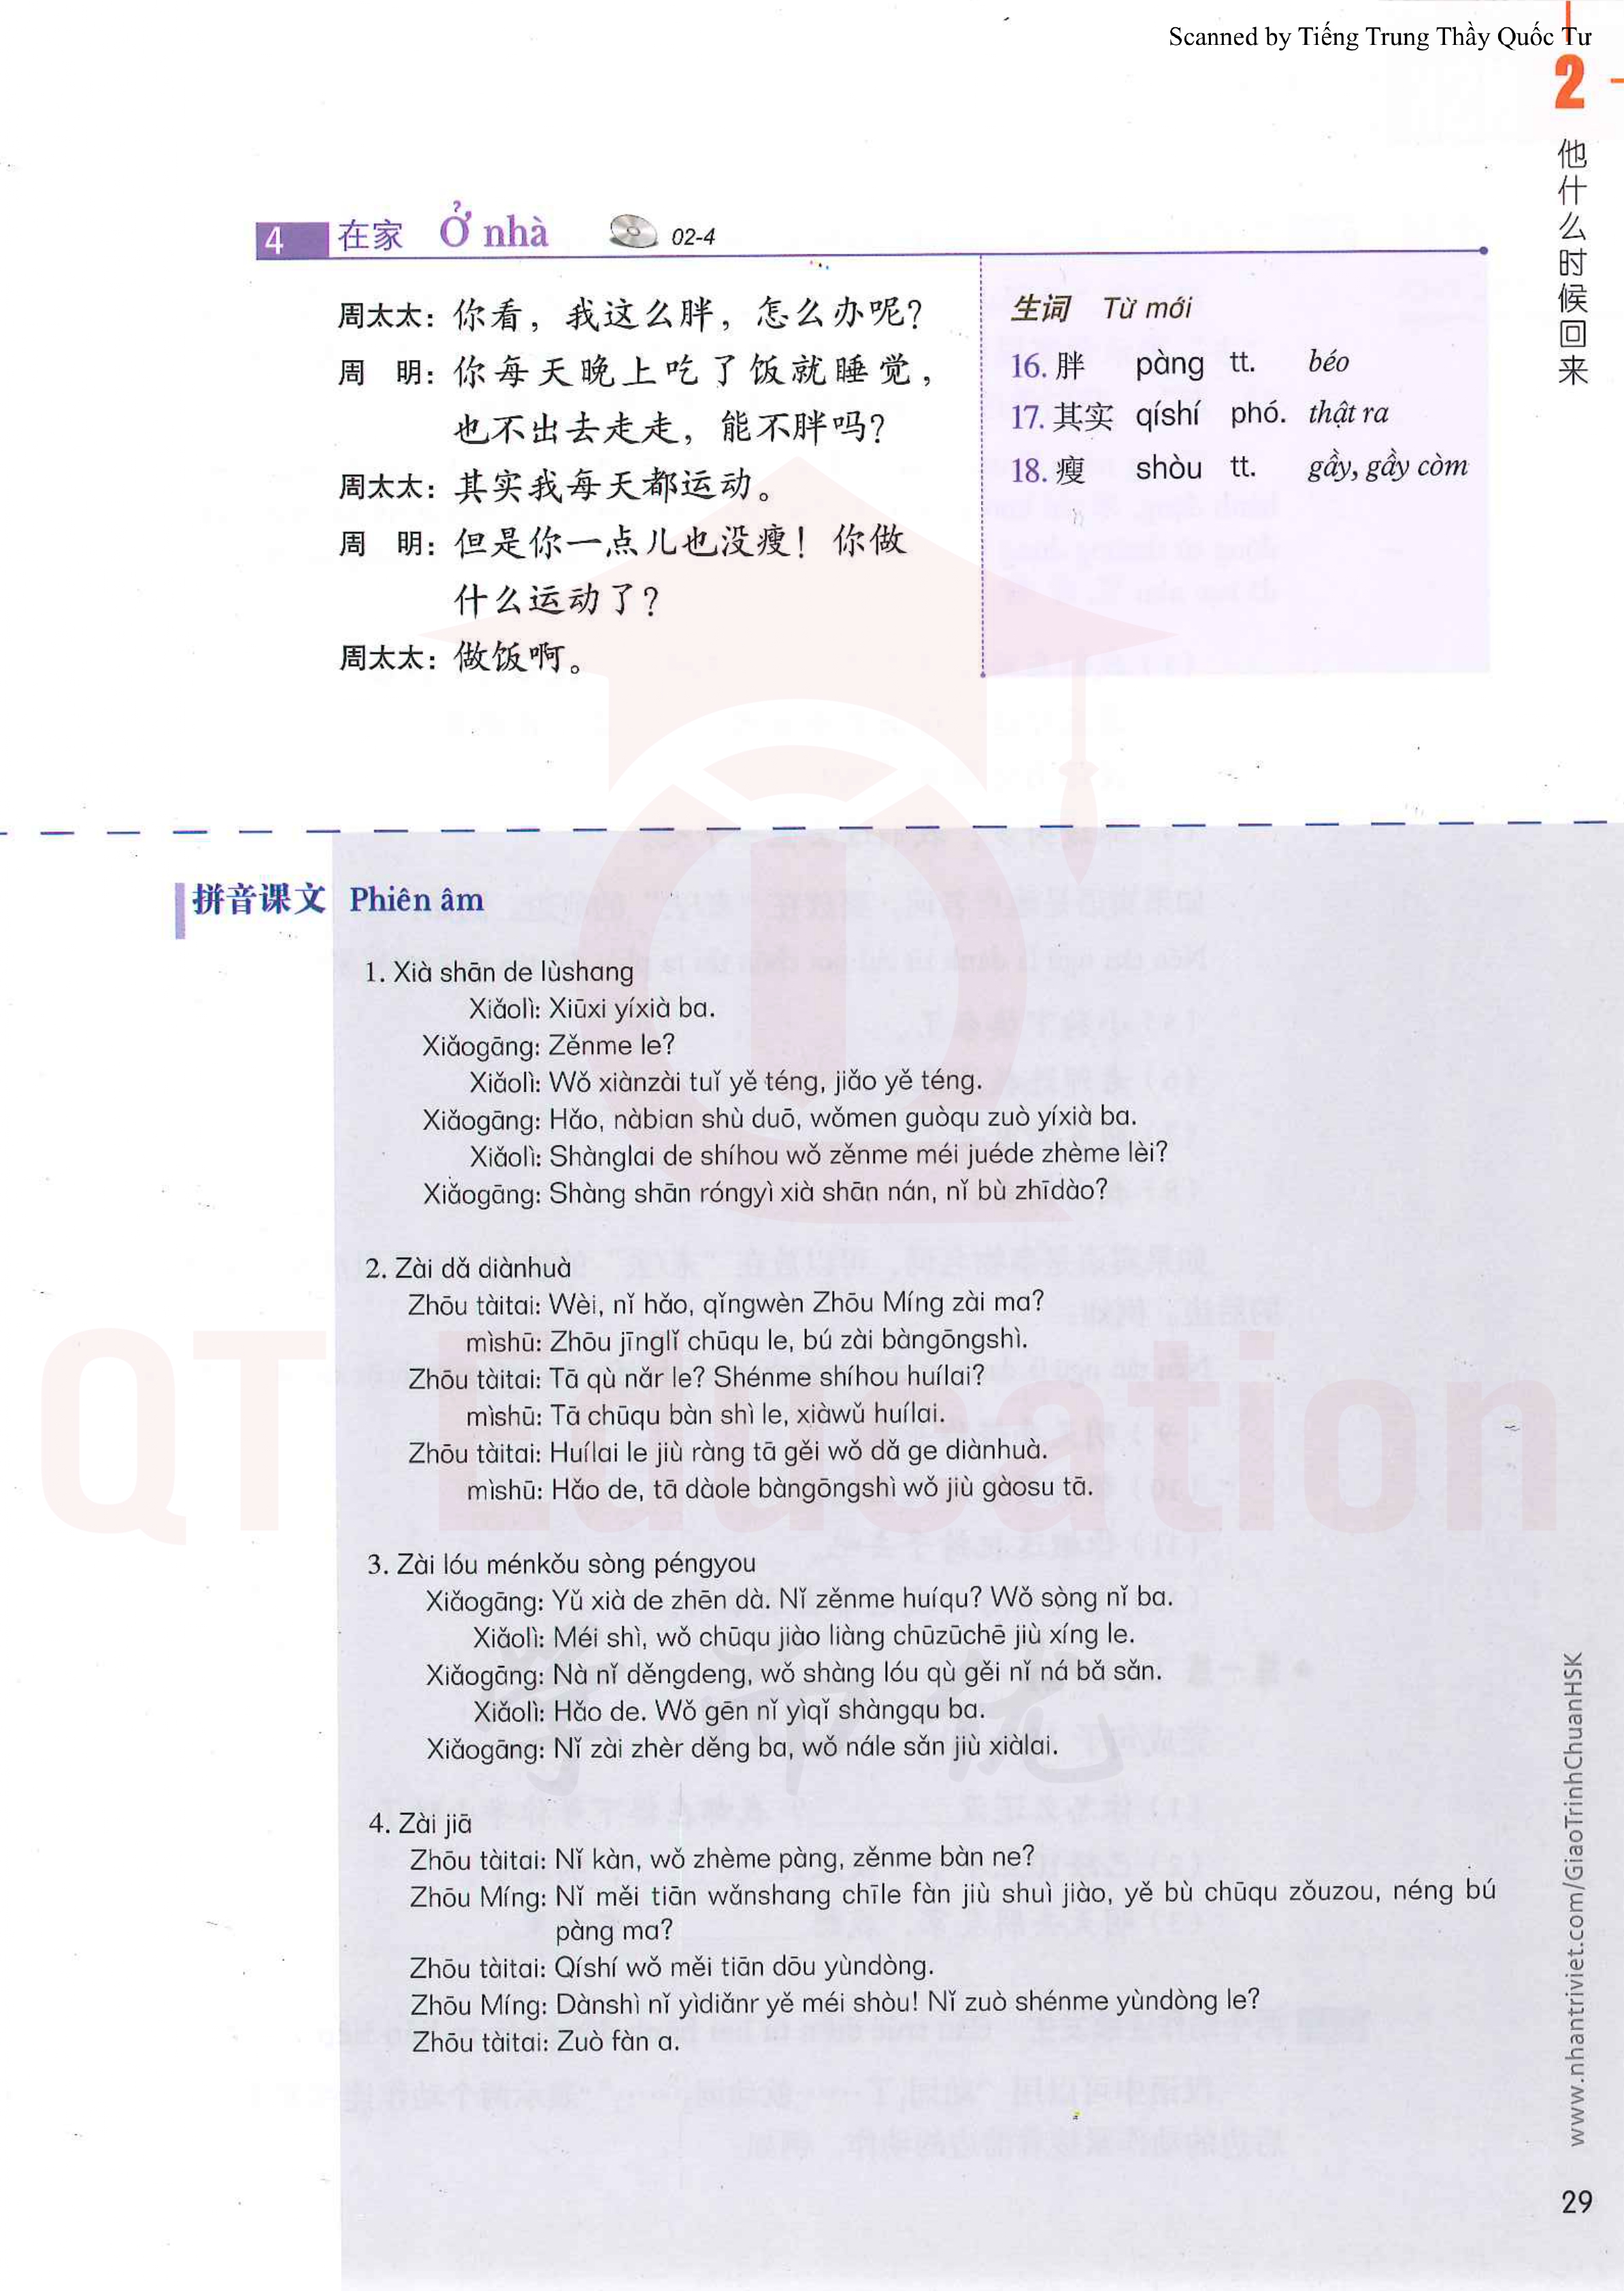 Scanned by Tiếng Trung Thầy Quốc Tư
2
他什么时候回来
4 在家 Ở nhà 02-4
周太太：你看，我这么胖，怎么办呢？
周 明：你每天晚上吃了饭就睡觉，
也不出去走走，能不胖吗？
周太太：其实我每天都运动。
周 明：但是你一点儿也没瘦！你做
什么运动了？
周太太：做饭啊。
生词 Từ mới
16. 胖 pàng tt. béo
17. 其实 qíshí phó. thật ra
18. 瘦 shòu tt. gầy, gầy còm
拼音课文 Phiên âm
1. Xià shān de lùshang
Xiǎolì: Xiūxi yíxià ba.
Xiǎogāng: Zěnme le?
Xiǎolì: Wǒ xiànzài tuǐ yě téng, jiǎo yě téng.
Xiǎogāng: Hǎo, nàbian shù duō, wǒmen guòqu zuò yíxià ba.
Xiǎolì: Shànglai de shíhou wǒ zěnme méi juéde zhème lèi?
Xiǎogāng: Shàng shān róngyì xià shān nán, nǐ bù zhīdào?
2. Zài dǎ diànhuà
Zhōu tàitai: Wèi, nǐ hǎo, qǐngwèn Zhōu Míng zài ma?
mìshū: Zhōu jīnglǐ chūqu le, bú zài bàngōngshì.
Zhōu tàitai: Tā qù nǎr le? Shénme shíhou huílai?
mìshū: Tā chūqu bàn shì le, xiàwǔ huílai.
Zhōu tàitai: Huílai le jiù ràng tā gěi wǒ dǎ ge diànhuà.
mìshū: Hǎo de, tā dàole bàngōngshì wǒ jiù gàosu tā.
3. Zài lóu ménkǒu sòng péngyou
Xiǎogāng: Yǔ xià de zhēn dà. Nǐ zěnme huíqu? Wǒ sòng nǐ ba.
Xiǎolì: Méi shì, wǒ chūqu jiào liàng chūzūchē jiù xíng le.
Xiǎogāng: Nà nǐ děngdeng, wǒ shàng lóu qù gěi nǐ ná bǎ sǎn.
Xiǎolì: Hǎo de. Wǒ gēn nǐ yìqǐ shàngqu ba.
Xiǎogāng: Nǐ zài zhèr děng ba, wǒ nále sǎn jiù xiàlai.
4. Zài jiā
Zhōu tàitai: Nǐ kàn, wǒ zhème pàng, zěnme bàn ne?
Zhōu Míng: Nǐ měi tiān wǎnshang chīle fàn jiù shuì jiào, yě bù chūqu zǒuzou, néng bú
pàng ma?
Zhōu tàitai: Qíshí wǒ měi tiān dōu yùndòng.
Zhōu Míng: Dànshì nǐ yìdiǎnr yě méi shòu! Nǐ zuò shénme yùndòng le?
Zhōu tàitai: Zuò fàn a.
QT Education
www.nhantriviet.com/GiaoTrinhChuanHSK
29